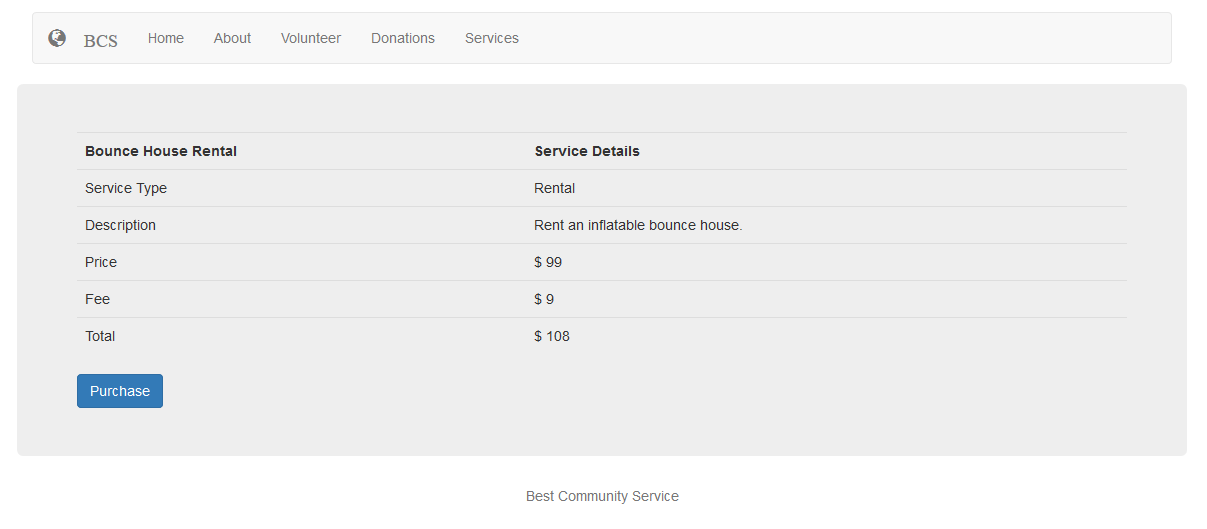 BCS Home About Volunteer Donations Services
Bounce House Rental Service Details
Service Type Rental
Description Rent an inflatable bounce house.
Price $ 99
Fee $ 9
Total $ 108
Purchase
Best Community Service